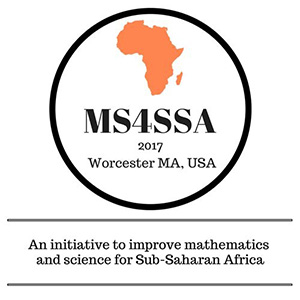 MS4SSA
2017
Worcester MA, USA
An initiative to improve mathematics
and science for Sub-Saharan Africa